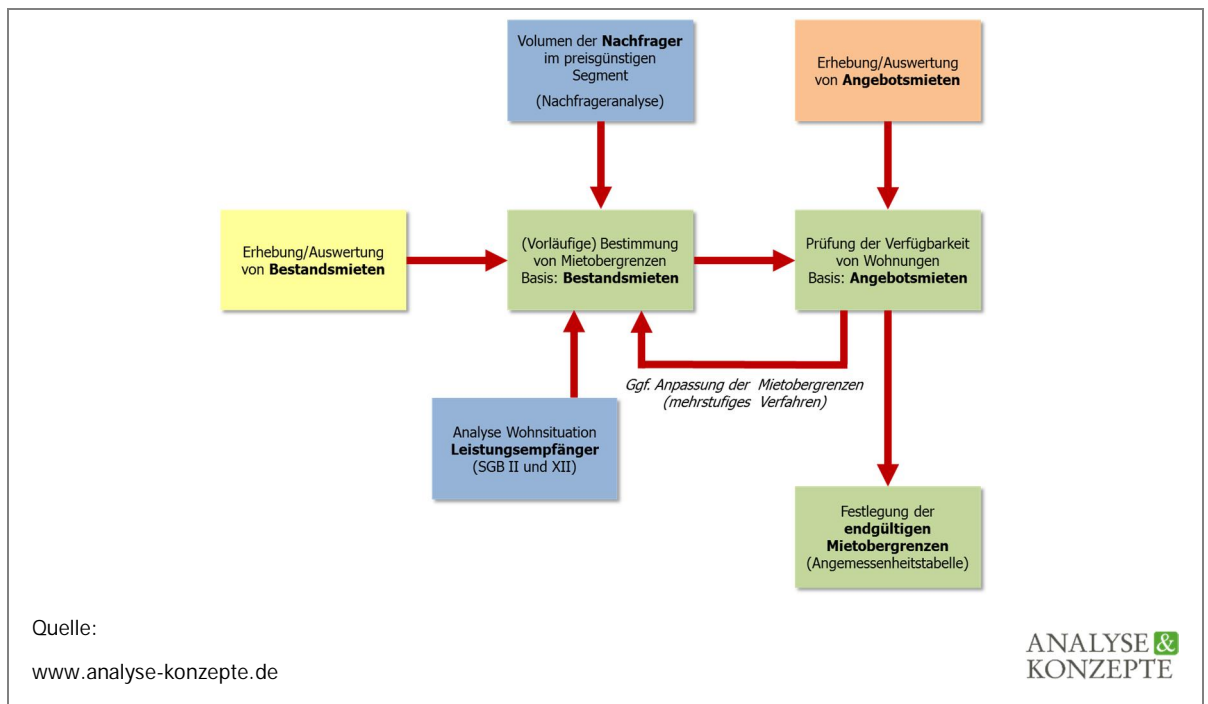 Volumen der Nachfrager
im preisgünstigen
Segment
(Nachfrageranalyse)
Erhebung/Auswertung
von Angebotsmieten
Erhebung/Auswertung
von Bestandsmieten
(Vorläufige) Bestimmung
von Mietobergrenzen
Basis: Bestandsmieten
Prüfung der Verfügbarkeit
von Wohnungen
Basis: Angebotsmieten
Ggf. Anpassung der Mietobergrenzen
(mehrstufiges Verfahren)
Analyse Wohnsituation
Leistungsempfänger
(SGB II und XII)
Festlegung der
endgültigen
Mietobergrenzen
(Angemessenheitstabelle)
Quelle:
www.analyse-konzepte.de
ANALYSE &
KONZEPTE